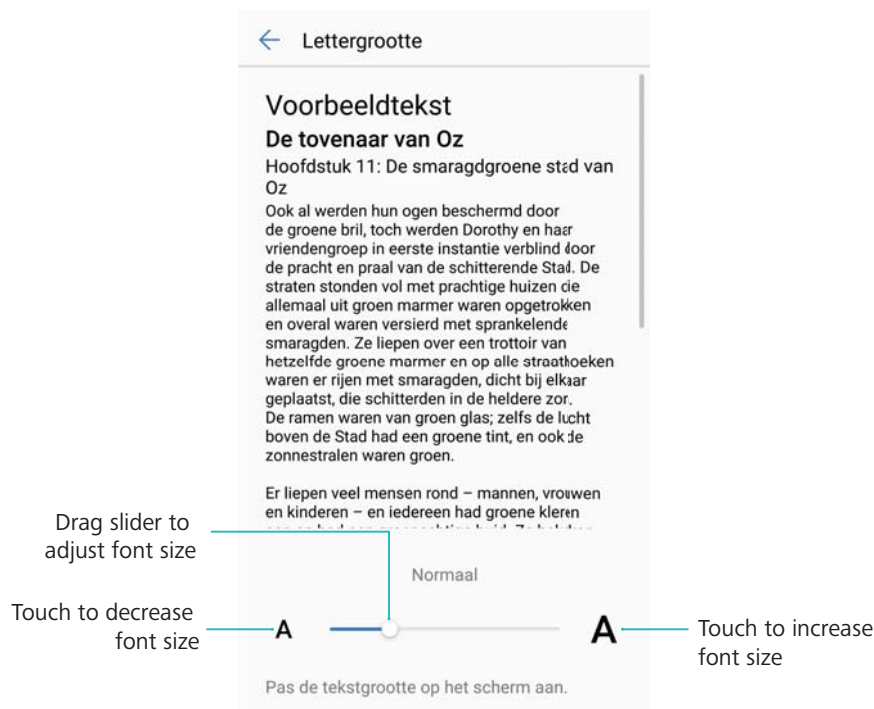 Lettergrootte
Voorbeeldtekst
De tovenaar van Oz
Hoofdstuk 11: De smaragdgroene stad van
Oz
Ook al werden hun ogen beschermd door
de groene bril, toch werden Dorothy en haar
vriendengroep in eerste instantie verblind door
de pracht en praal van de schitterende Stad. De
straten stonden vol met prachtige huizen die
allemaal uit groen marmer waren opgetrokken
en overal waren versierd met sprankelende
smaragden. Ze liepen over een trottoir van
hetzelfde groene marmer en op alle straathoeken
waren er rijen met smaragden, dicht bij elkaar
geplaatst, die schitterden in de heldere zon.
De ramen waren van groen glas; zelfs de lucht
boven de Stad had een groene tint, en ook de
zonnestralen waren groen.
Er liepen veel mensen rond – mannen, vrouwen
en kinderen – en iedereen had groene kleren
Drag slider to
adjust font size
Normaal
Touch to decrease
font size
A
A
Touch to increase
font size
Pas de tekstgrootte op het scherm aan.